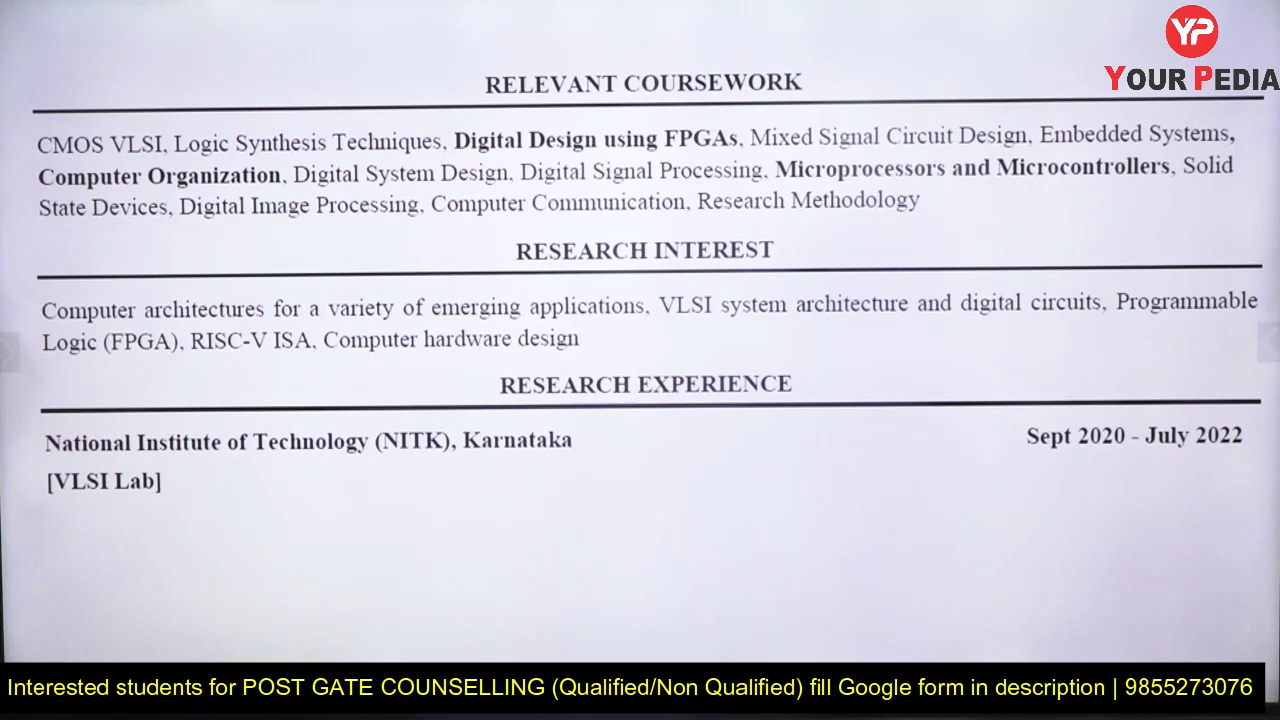 YP
YOUR PEDIA
RELEVANT COURSEWORK
CMOS VLSI, Logic Synthesis Techniques, Digital Design using FPGAs, Mixed Signal Circuit Design, Embedded Systems,
Computer Organization, Digital System Design, Digital Signal Processing, Microprocessors and Microcontrollers, Solid
State Devices, Digital Image Processing, Computer Communication, Research Methodology
RESEARCH INTEREST
Computer architectures for a variety of emerging applications, VLSI system architecture and digital circuits, Programmable
Logic (FPGA), RISC-V ISA, Computer hardware design
RESEARCH EXPERIENCE
National Institute of Technology (NITK), Karnataka Sept 2020 - July 2022
[VLSI Lab]
Interested students for POST GATE COUNSELLING (Qualified/Non Qualified) fill Google form in description | 9855273076